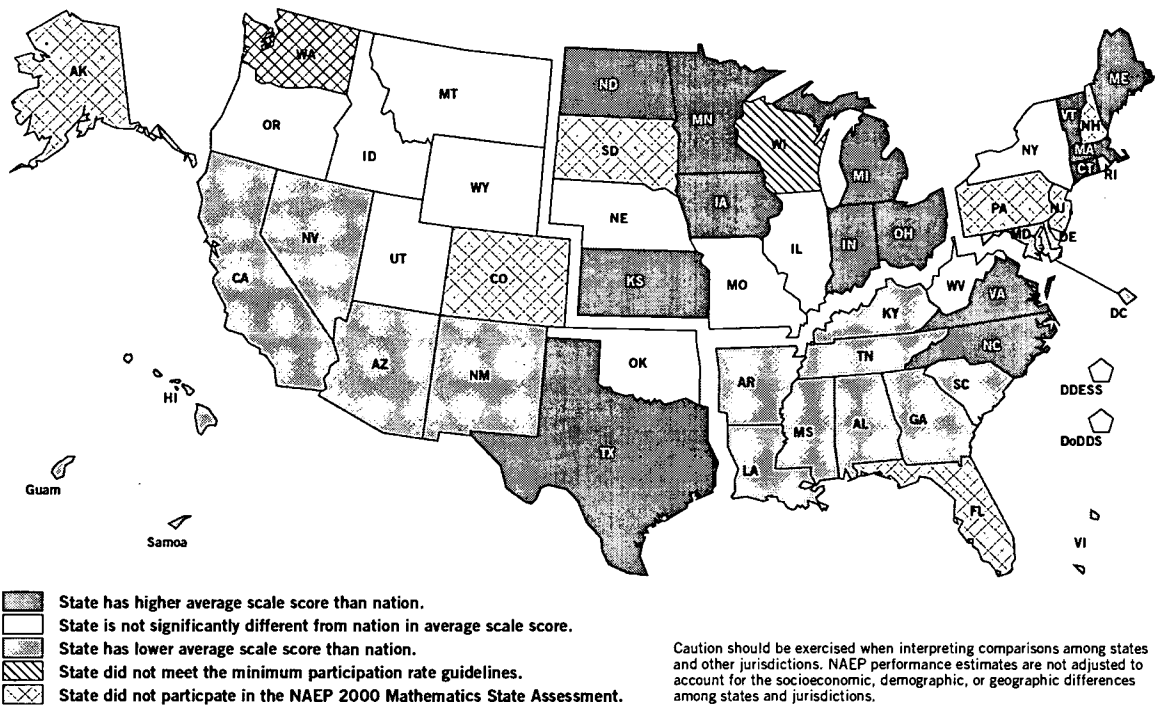 AK
WA
MT
ND
MN
ME
VT
NH
OR
ID
SD
WI
NY
MA
CT
RI
MI
WY
IA
PA
NJ
NE
OH
MD
DE
NV
UT
IL
IN
CA
CO
KS
MO
WV
VA
KY
DC
NC
TN
AZ
NM
OK
AR
SC
DDESS
HI
MS
AL
GA
DoDDS
TX
LA
Guam
FL
Samoa
VI
State has higher average scale score than nation.
State is not significantly different from nation in average scale score.
State has lower average scale score than nation.
State did not meet the minimum participation rate guidelines.
State did not particpate in the NAEP 2000 Mathematics State Assessment.
Caution should be exercised when interpreting comparisons among states
and other jurisdictions. NAEP performance estimates are not adjusted to
account for the socioeconomic, demographic, or geographic differences
among states and jurisdictions.